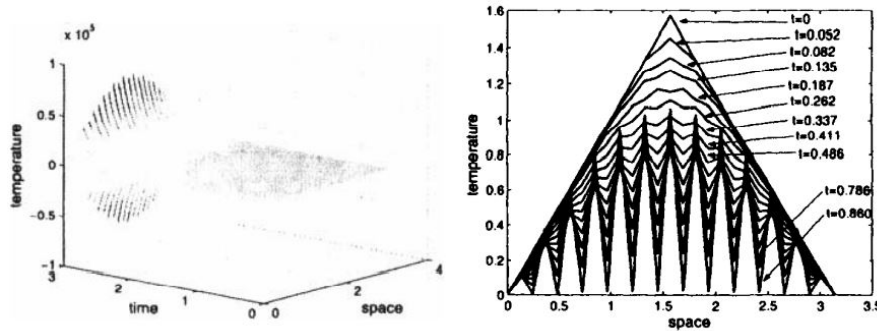 x 10^5
1
0.5
0
-0.5
-1
temperature
3
2
1
0
time
0
2
4
space
1.6
1.4
1.2
1
0.8
0.6
0.4
0.2
0
temperature
t=0
t=0.052
t=0.082
t=0.135
t=0.187
t=0.262
t=0.337
t=0.411
t=0.486
t=0.786
t=0.860
0 0.5 1 1.5 2 2.5 3 3.5
space